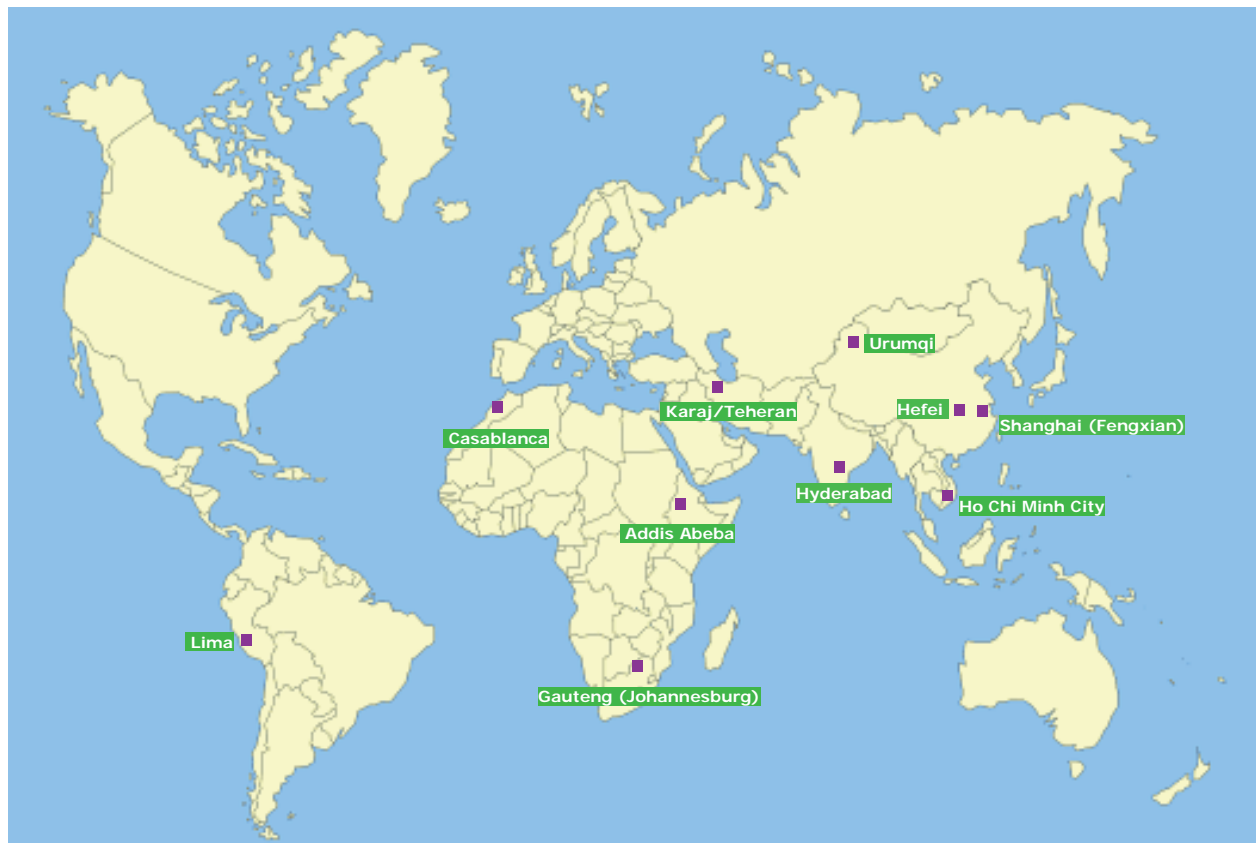 Urumqi
Karaj/Teheran
Hefei
Shanghai (Fengxian)
Casablanca
Hyderabad
Ho Chi Minh City
Addis Abeba
Lima
Gauteng (Johannesburg)